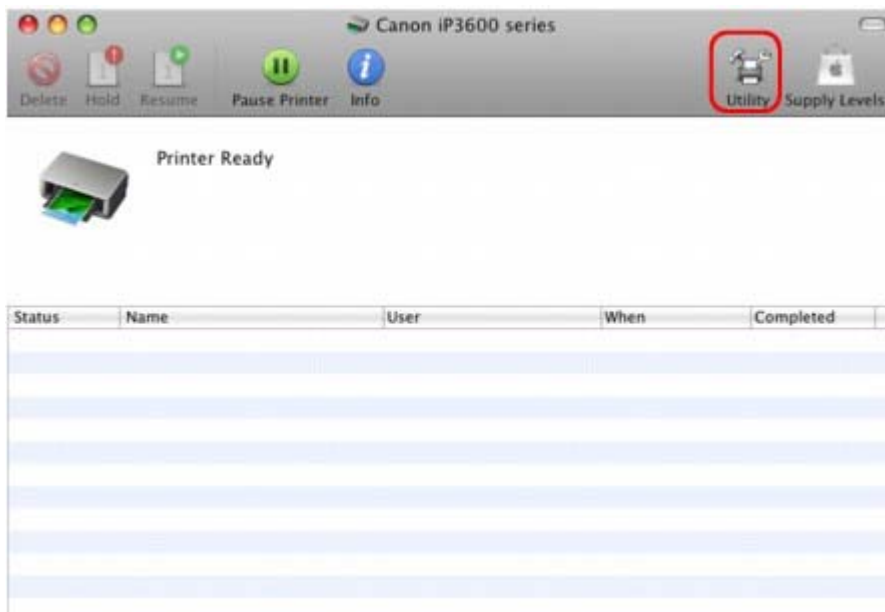 Canon iP3600 series
Delete Hold Resume Pause Printer Info Utility Supply Levels
Printer Ready
Status Name User When Completed